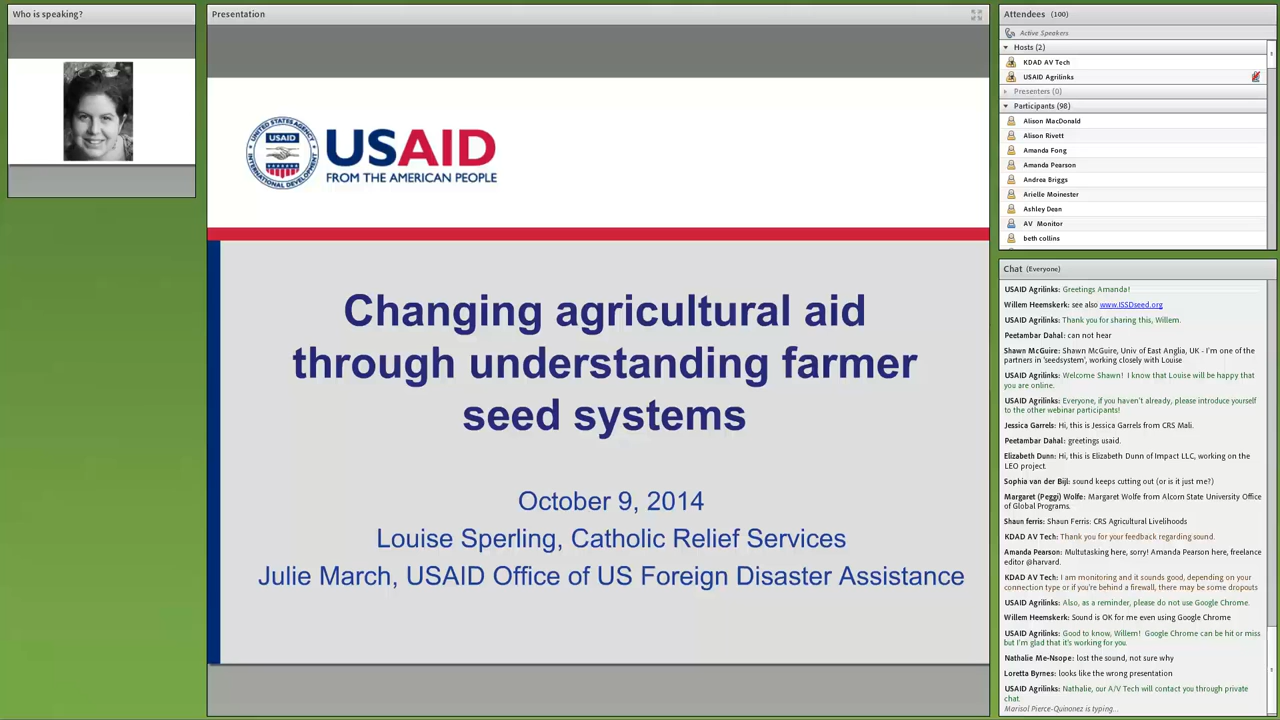 Who is speaking?
Presentation
UNITED STATES AGENCY
INTERNATIONAL DEVELOPMENT
USAID
USAID
FROM THE AMERICAN PEOPLE
Changing agricultural aid
through understanding farmer
seed systems
October 9, 2014
Louise Sperling, Catholic Relief Services
Julie March, USAID Office of US Foreign Disaster Assistance
Attendees (100)
Active Speakers
Hosts (2)
KDAD AV Tech
USAID Agrilinks
Presenters (0)
Participants (98)
Alison MacDonald
Alison Rivett
Amanda Fong
Amanda Pearson
Andrea Briggs
Arielle Moinester
Ashley Dean
AV Monitor
beth collins
Chat (Everyone)
USAID Agrilinks: Greetings Amanda!
Willem Heemskerk: see also www.ISSDseed.org
USAID Agrilinks: Thank you for sharing this, Willem.
Peetambar Dahal: can not hear
Shawn McGuire: Shawn McGuire, Univ of East Anglia, UK - I'm one of the
partners in 'seedsystem', working closely with Louise
USAID Agrilinks: Welcome Shawn! I know that Louise will be happy that
you are online.
USAID Agrilinks: Everyone, if you haven't already, please introduce yourself
to the other webinar participants!
Jessica Garrels: Hi, this is Jessica Garrels from CRS Mali.
Peetambar Dahal: greetings usaid.
Elizabeth Dunn: Hi, this is Elizabeth Dunn of Impact LLC, working on the
LEO project.
Sophia van der Bijl: sound keeps cutting out (or is it just me?)
Margaret (Peggi) Wolfe: Margaret Wolfe from Alcorn State University Office
of Global Programs.
Shaun ferris: Shaun Ferris: CRS Agricultural Livelihoods
KDAD AV Tech: Thank you for your feedback regarding sound.
Amanda Pearson: Multutasking here, sorry! Amanda Pearson here, freelance
editor @harvard.
KDAD AV Tech: I am monitoring and it sounds good, depending on your
connection type or if you're behind a firewall, there may be some dropouts
USAID Agrilinks: Also, as a reminder, please do not use Google Chrome.
Willem Heemskerk: Sound is OK for me even using Google Chrome
USAID Agrilinks: Good to know, Willem! Google Chrome can be hit or miss
but I'm glad that it's working for you.
Nathalie Me-Nsope: lost the sound, not sure why
Loretta Byrnes: looks like the wrong presentation
USAID Agrilinks: Nathalie, our A/V Tech will contact you through private
chat.
Marisol Pierce-Quinonez is typing...